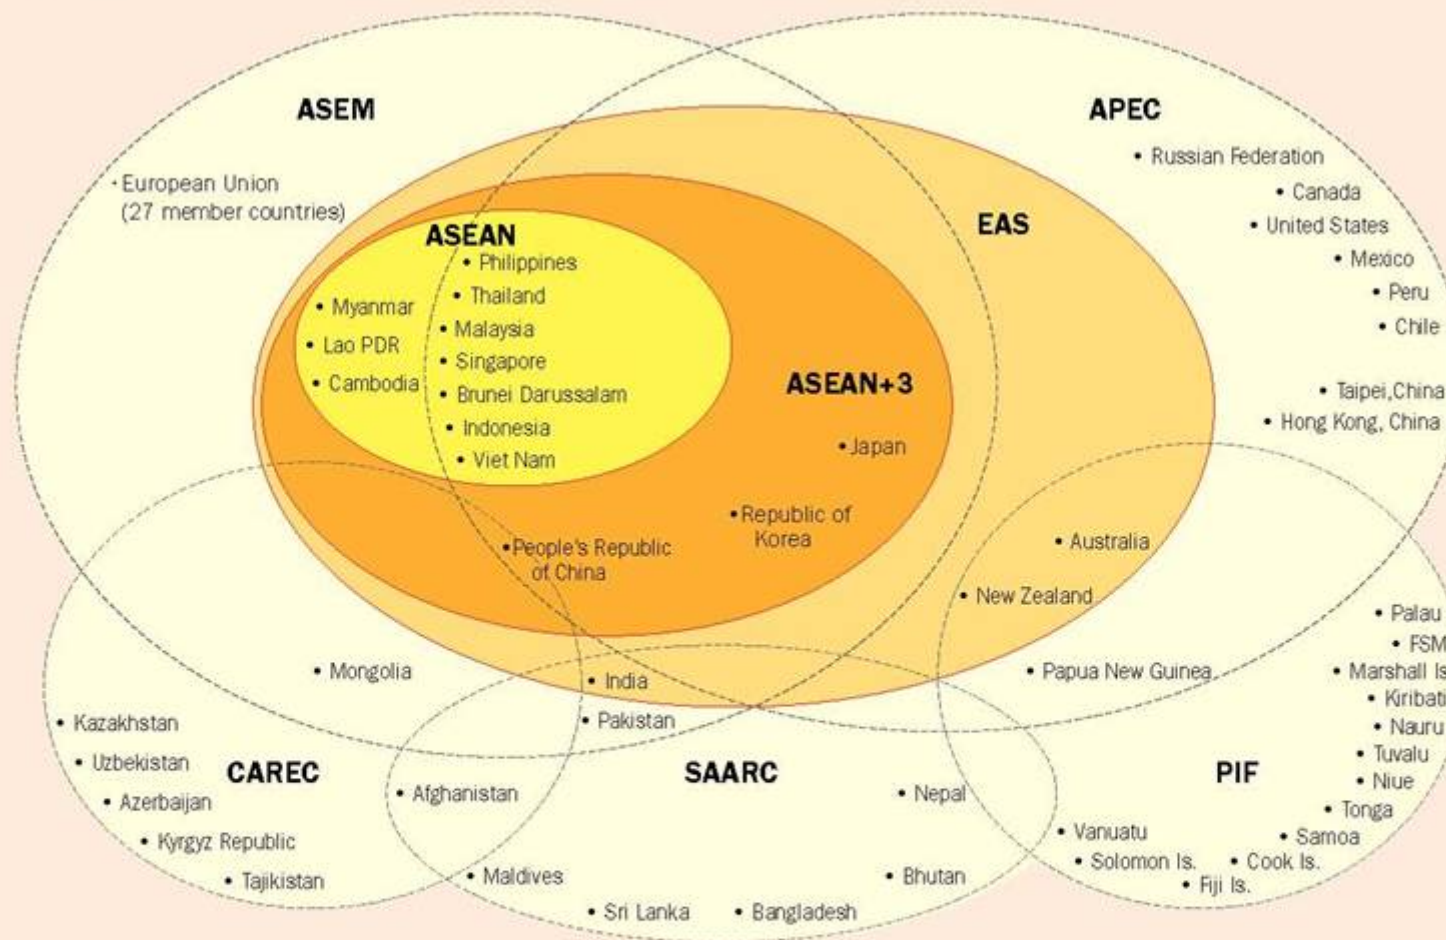 ASEM
APEC
• Russian Federation
• European Union
(27 member countries)
• Canada
EAS
• United States
ASEAN
• Philippines
• Mexico
• Thailand
• Peru
• Myanmar
• Malaysia
• Chile
• Lao PDR
• Singapore
• Cambodia
ASEAN+3
• Brunei Darussalam
• Taipei,China
• Indonesia
• Hong Kong, China
• Japan
• Viet Nam
• Republic of
Korea
• Australia
• People's Republic
of China
• New Zealand
• Palau
• FSM
• Mongolia
• India
• Papua New Guinea
• Marshall Is
• Kiribati
• Kazakhstan
• Pakistan
• Nauru
• Uzbekistan
CAREC
SAARC
PIF
• Tuvalu
• Niue
• Azerbaijan
• Afghanistan
• Nepal
• Tonga
• Kyrgyz Republic
• Vanuatu
• Samoa
• Solomon Is.
• Cook Is.
• Tajikistan
• Maldives
• Bhutan
• Fiji Is.
• Sri Lanka
• Bangladesh